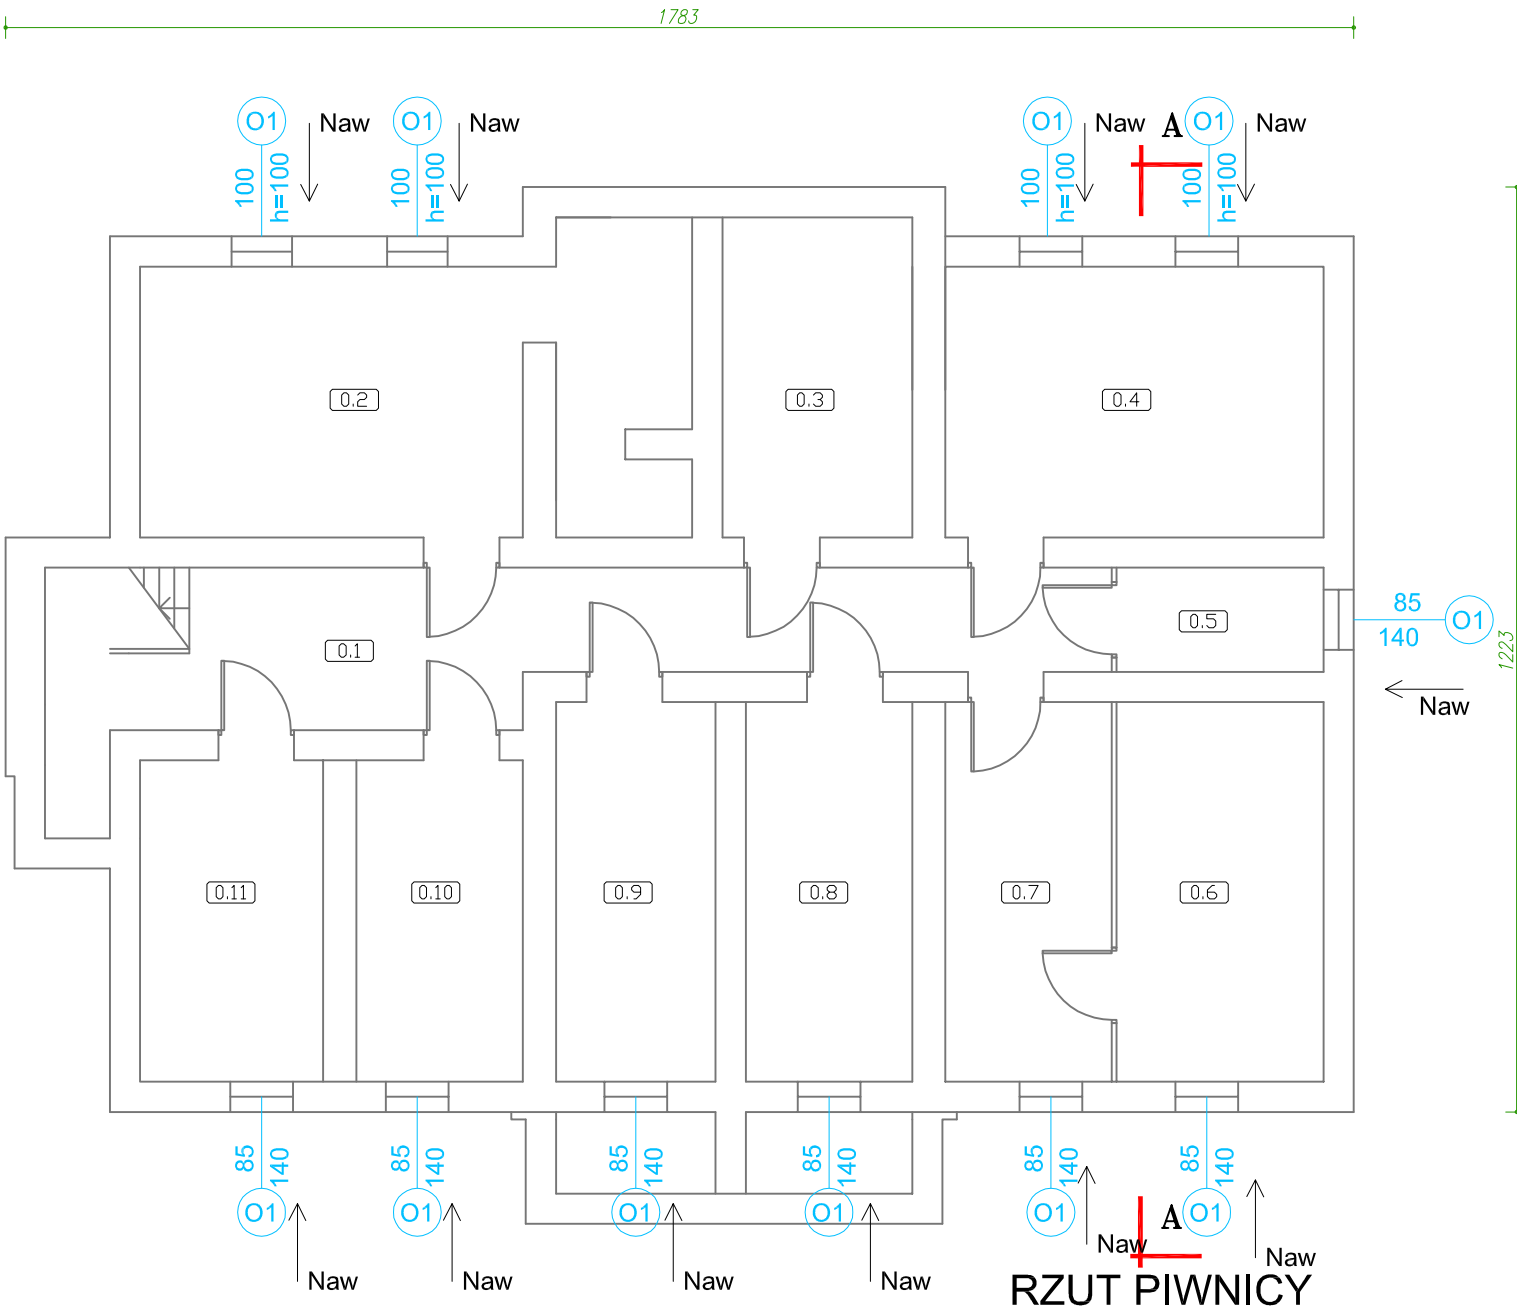 1783
O1 Naw O1 Naw O1 Naw A O1 Naw
100 h=100 100 h=100 100 h=100 100 h=100
0.2 0.3 0.4
85
140 O1
0.5
0.1
1223
Naw
0.11 0.10 0.9 0.8 0.7 0.6
85 140 85 140 85 140 85 140 85 140 85 140
O1 O1 O1 O1 O1 A O1
Naw Naw
Naw Naw Naw Naw
RZUT PIWNICY